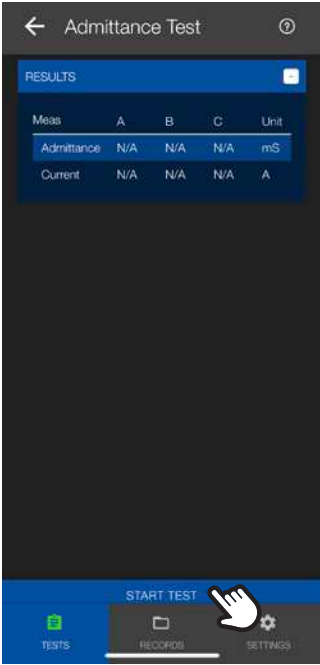 Admittance Test
RESULTS
Meas A B C Unit
Admittance N/A N/A N/A mS
Current N/A N/A N/A A
START TEST
TESTS RECORDS SETTINGS